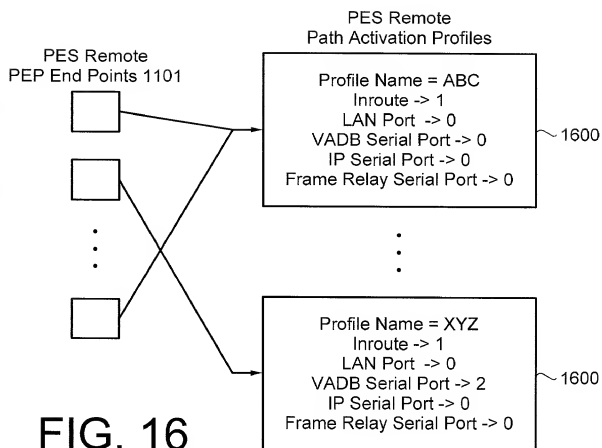 PES Remote
PEP End Points 1101
PES Remote
Path Activation Profiles
Profile Name = ABC
Inroute -> 1
LAN Port -> 0
VADB Serial Port -> 0
IP Serial Port -> 0
Frame Relay Serial Port -> 0
1600
Profile Name = XYZ
Inroute -> 1
LAN Port -> 0
VADB Serial Port -> 2
IP Serial Port -> 0
Frame Relay Serial Port -> 0
1600
FIG. 16